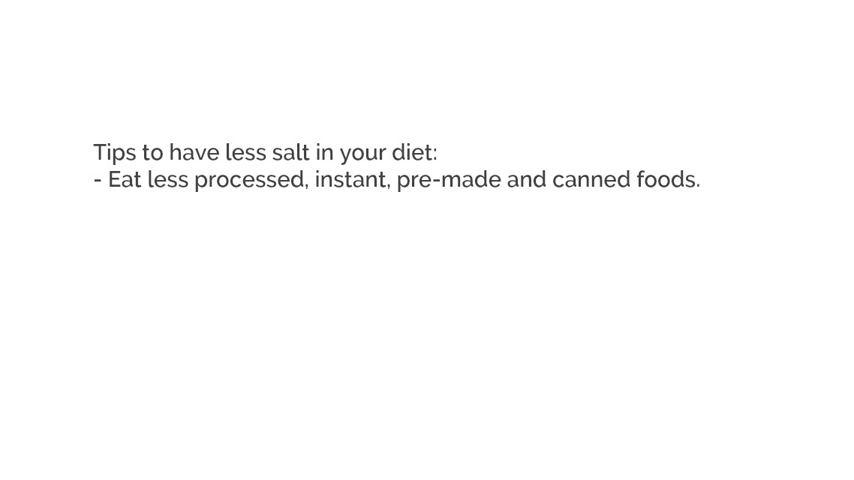 Tips to have less salt in your diet:
- Eat less processed, instant, pre-made and canned foods.